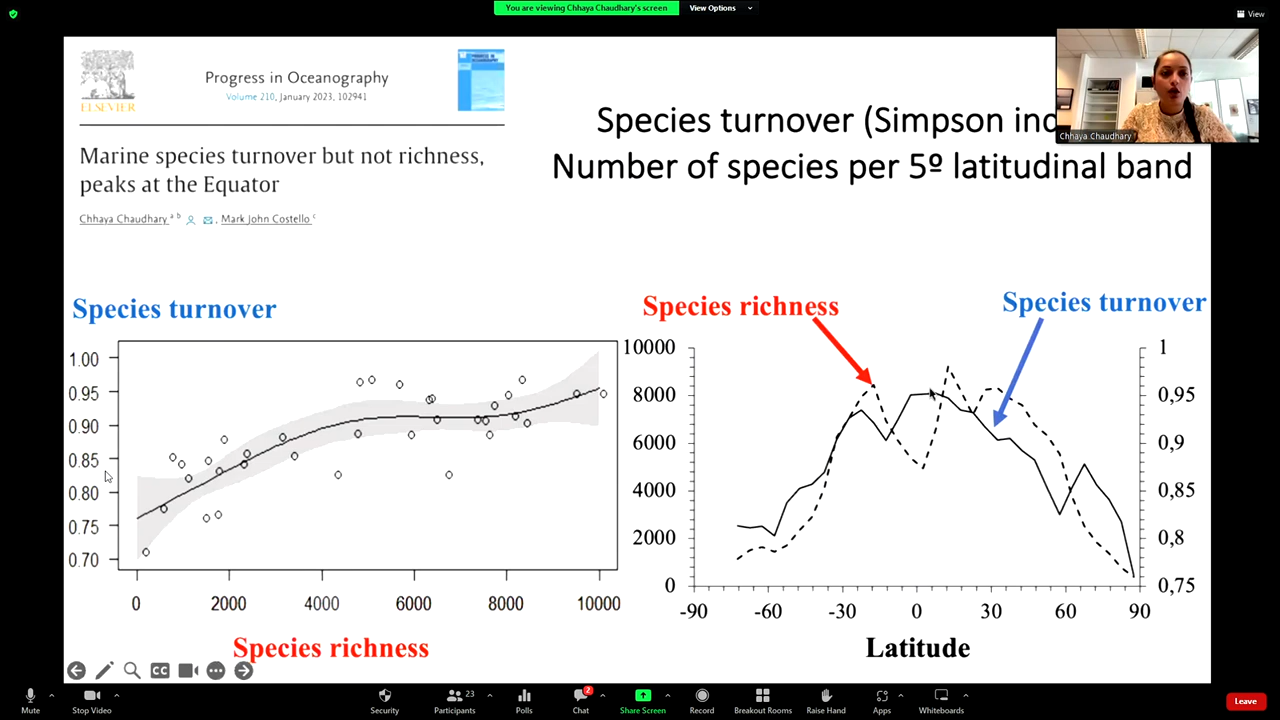 You are viewing Chhaya Chaudhary's screen
View Options
View
ELSEVIER
Progress in Oceanography
Volume 210, January 2023, 102941
Marine species turnover but not richness,
peaks at the Equator
Chhaya Chaudhary a b, Mark John Costello c
Species turnover (Simpson ind
Number of species per 5º latitudinal band
Chhaya Chaudhary
Species turnover
1.00
0.95
0.90
0.85
0.80
0.75
0.70
0 2000 4000 6000 8000 10000
Species richness
Species richness
Species turnover
10000
8000
6000
4000
2000
0
1
0,95
0,9
0,85
0,8
0,75
-90 -60 -30 0 30 60 90
Latitude
CC
Mute
Stop Video
Security
Participants 23
Polls
Chat 2
Share Screen
Record
Breakout Rooms
Raise Hand
Apps
Whiteboards
Leave